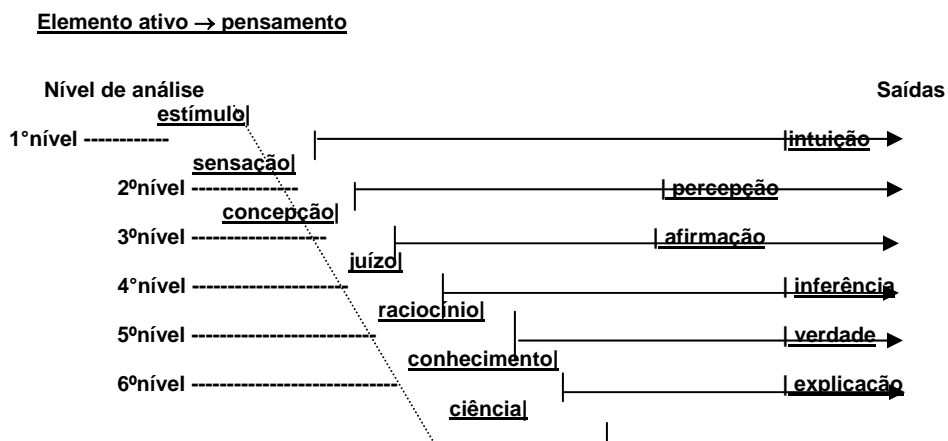 Elemento ativo → pensamento
Nível de análise Saídas
estímulo|
1°nível ------------ |intuição
sensação|
2ºnível -------------- | percepção
concepção|
3ºnível ------------------ | afirmação
juízo|
4°nível --------------------- | inferência
raciocínio|
5ºnível ------------------------- | verdade
conhecimento|
6ºnível ---------------------------- | explicação
ciência|